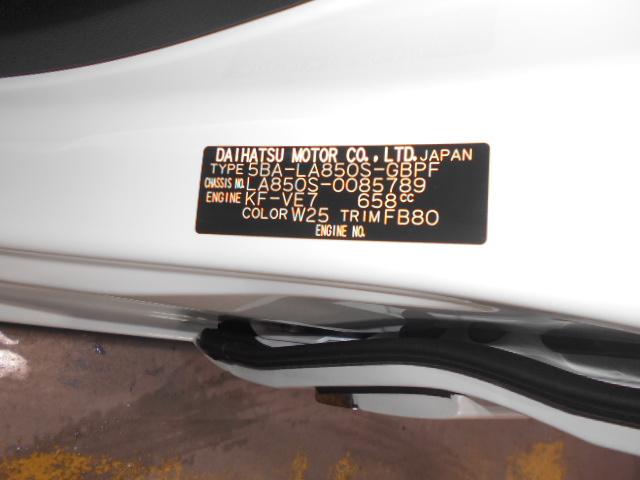 DAIHATSU MOTOR CO., LTD. JAPAN
TYPE 5BA-LA850S-GBPF
CHASSIS NO. LA850S-0085789
ENGINE KF-VE7 658cc
COLOR W25 TRIM FB80
ENGINE NO.